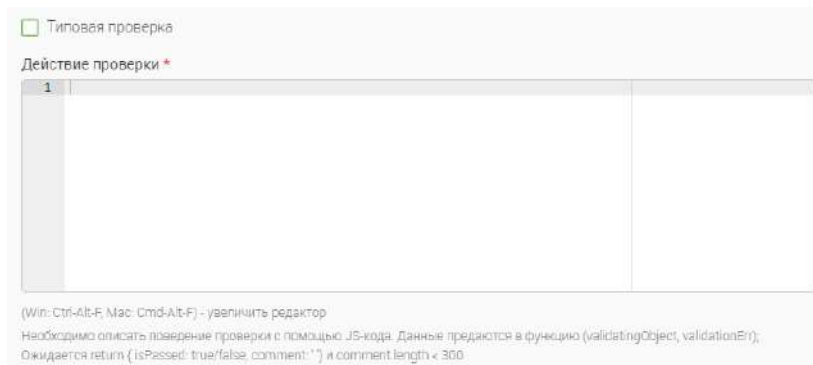 Типовая проверка
Действие проверки *
1
(Win: Ctrl-Alt-F, Mac: Cmd-Alt-F) - увеличить редактор
Необходимо описать поведение проверки с помощью JS-кода. Данные предаются в функцию (validatingObject, validationErr);
Ожидается return { isPassed: true/false, comment: '' } и comment.length < 300